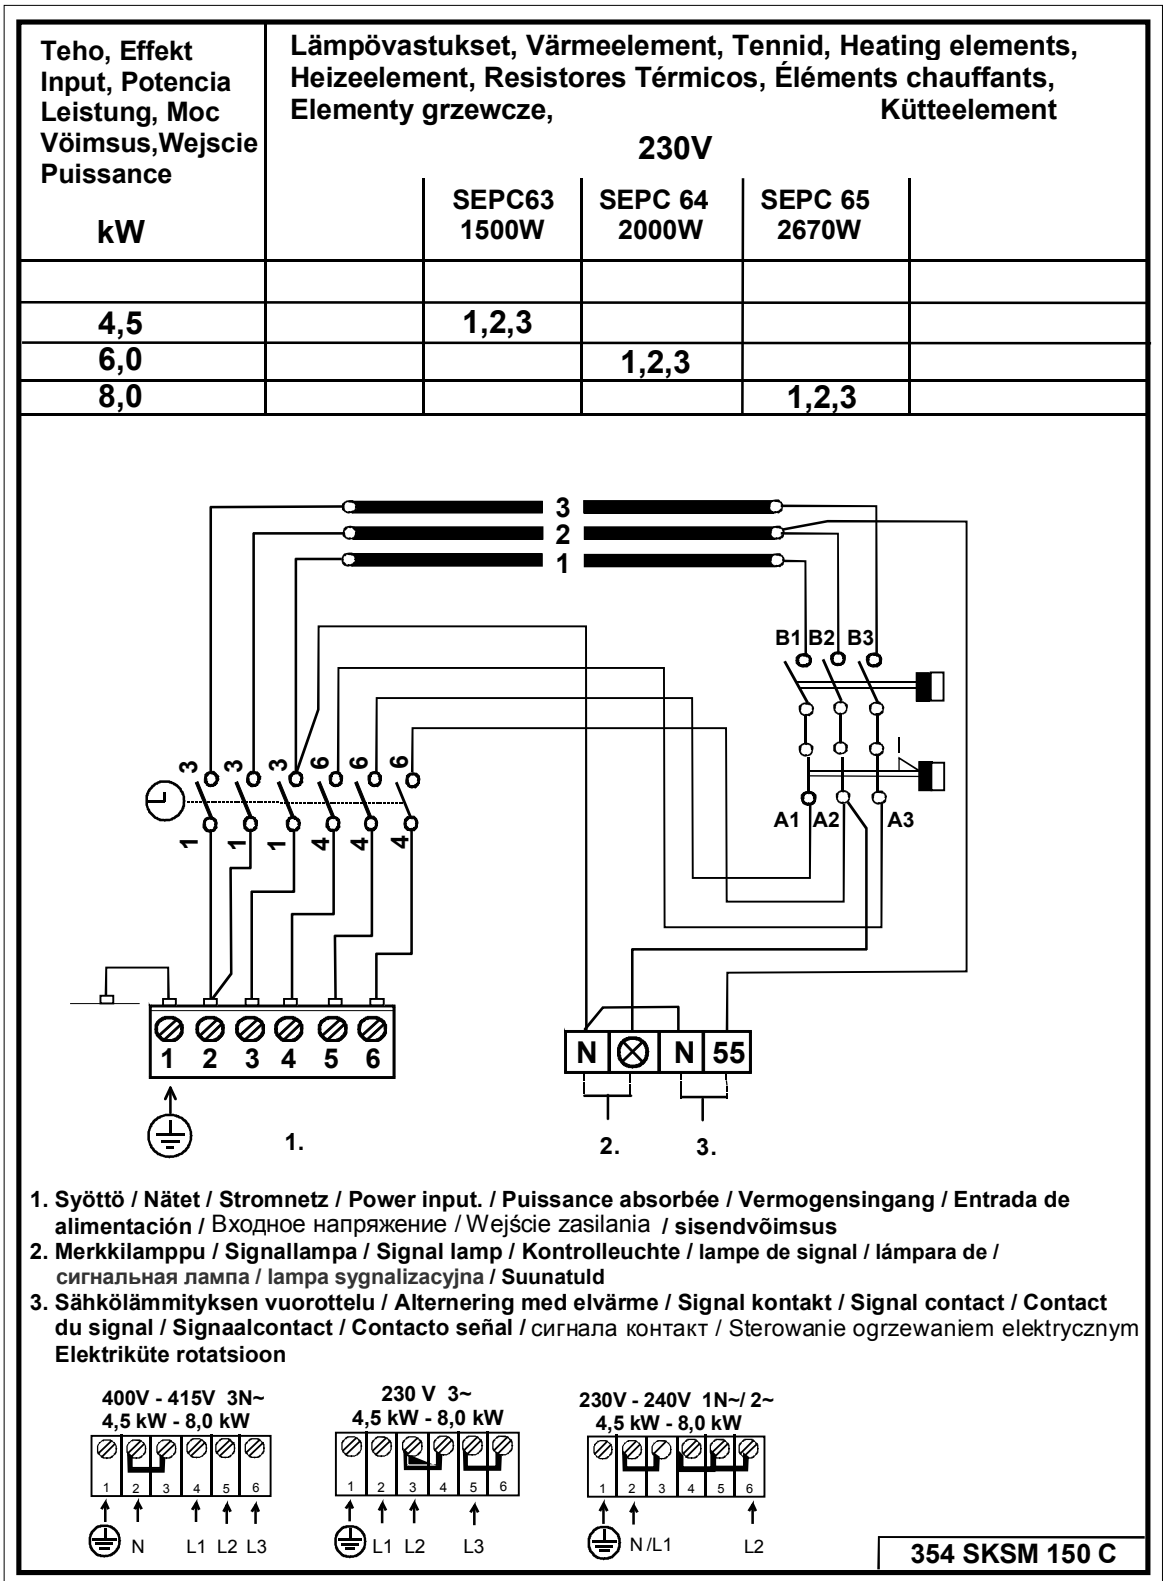 Teho, Effekt
Input, Potencia
Leistung, Moc
Vöimsus,Wejscie
Puissance
kW
Lämpövastukset, Värmeelement, Tennid, Heating elements,
Heizeelement, Resistores Térmicos, Éléments chauffants,
Elementy grzewcze, Kütteelement
230V
SEPC63 SEPC 64 SEPC 65
1500W 2000W 2670W
4,5 1,2,3
6,0 1,2,3
8,0 1,2,3
3
2
1
B1 B2 B3
3 3 3 6 6 6
1 1 1 4 4 4
A1 A2 A3
1 2 3 4 5 6
N N 55
1. 2. 3.
1. Syöttö / Nätet / Stromnetz / Power input. / Puissance absorbée / Vermogensingang / Entrada de
alimentación / Входное напряжение / Wejście zasilania / sisendvõimsus
2. Merkkilamppu / Signallampa / Signal lamp / Kontrolleuchte / lampe de signal / lámpara de /
сигнальная лампа / lampa sygnalizacyjna / Suunatuld
3. Sähkölämmityksen vuorottelu / Alternering med elvärme / Signal kontakt / Signal contact / Contact
du signal / Signaalcontact / Contacto señal / сигнала контакт / Sterowanie ogrzewaniem elektrycznym
Elektriküte rotatsioon
400V - 415V 3N~
4,5 kW - 8,0 kW
1 2 3 4 5 6
N L1 L2 L3
230 V 3~
4,5 kW - 8,0 kW
1 2 3 4 5 6
L1 L2 L3
230V - 240V 1N~/ 2~
4,5 kW - 8,0 kW
1 2 3 4 5 6
N /L1 L2
354 SKSM 150 C